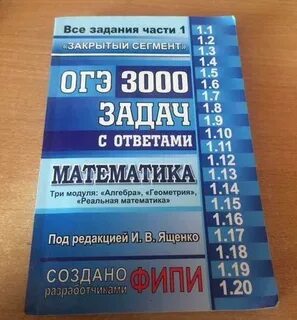 Все задания части 1
«ЗАКРЫТЫЙ СЕГМЕНТ»
ОГЭ 3000
ЗАДАЧ
С ОТВЕТАМИ
МАТЕМАТИКА
Три модуля: «Алгебра», «Геометрия»,
«Реальная математика»
Под редакцией И. В. Ященко
СОЗДАНО
разработчиками ФИПИ
1.1
1.2
1.3
1.4
1.5
1.6
1.7
1.8
1.9
1.10
1.11
1.12
1.13
1.14
1.15
1.16
1.17
1.18
1.19
1.20